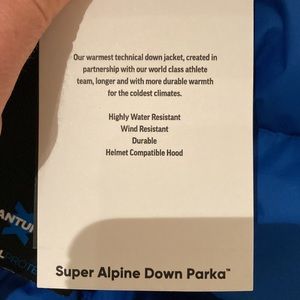 Our warmest technical down jacket, created in
partnership with our world class athlete
team, longer and with more durable warmth
for the coldest climates.
Highly Water Resistant
Wind Resistant
Durable
Helmet Compatible Hood
Super Alpine Down Parka™